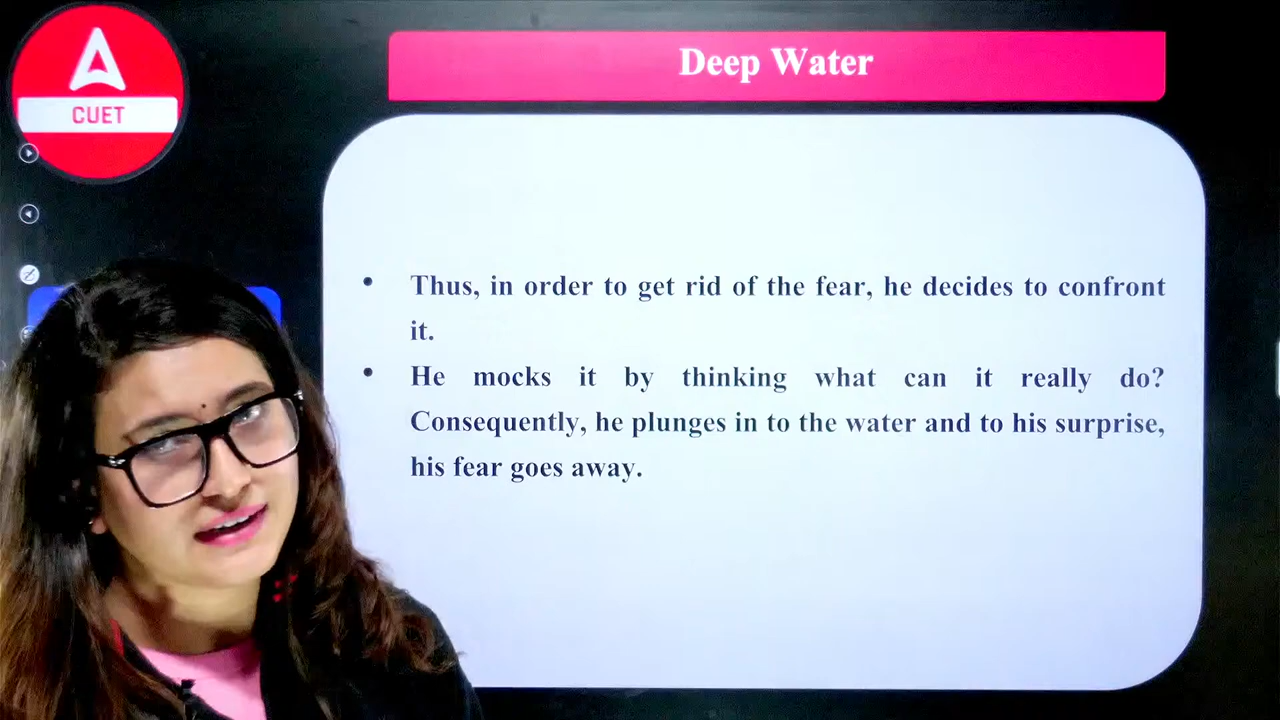 Deep Water
CUET
• Thus, in order to get rid of the fear, he decides to confront
it.
• He mocks it by thinking what can it really do?
Consequently, he plunges in to the water and to his surprise,
his fear goes away.